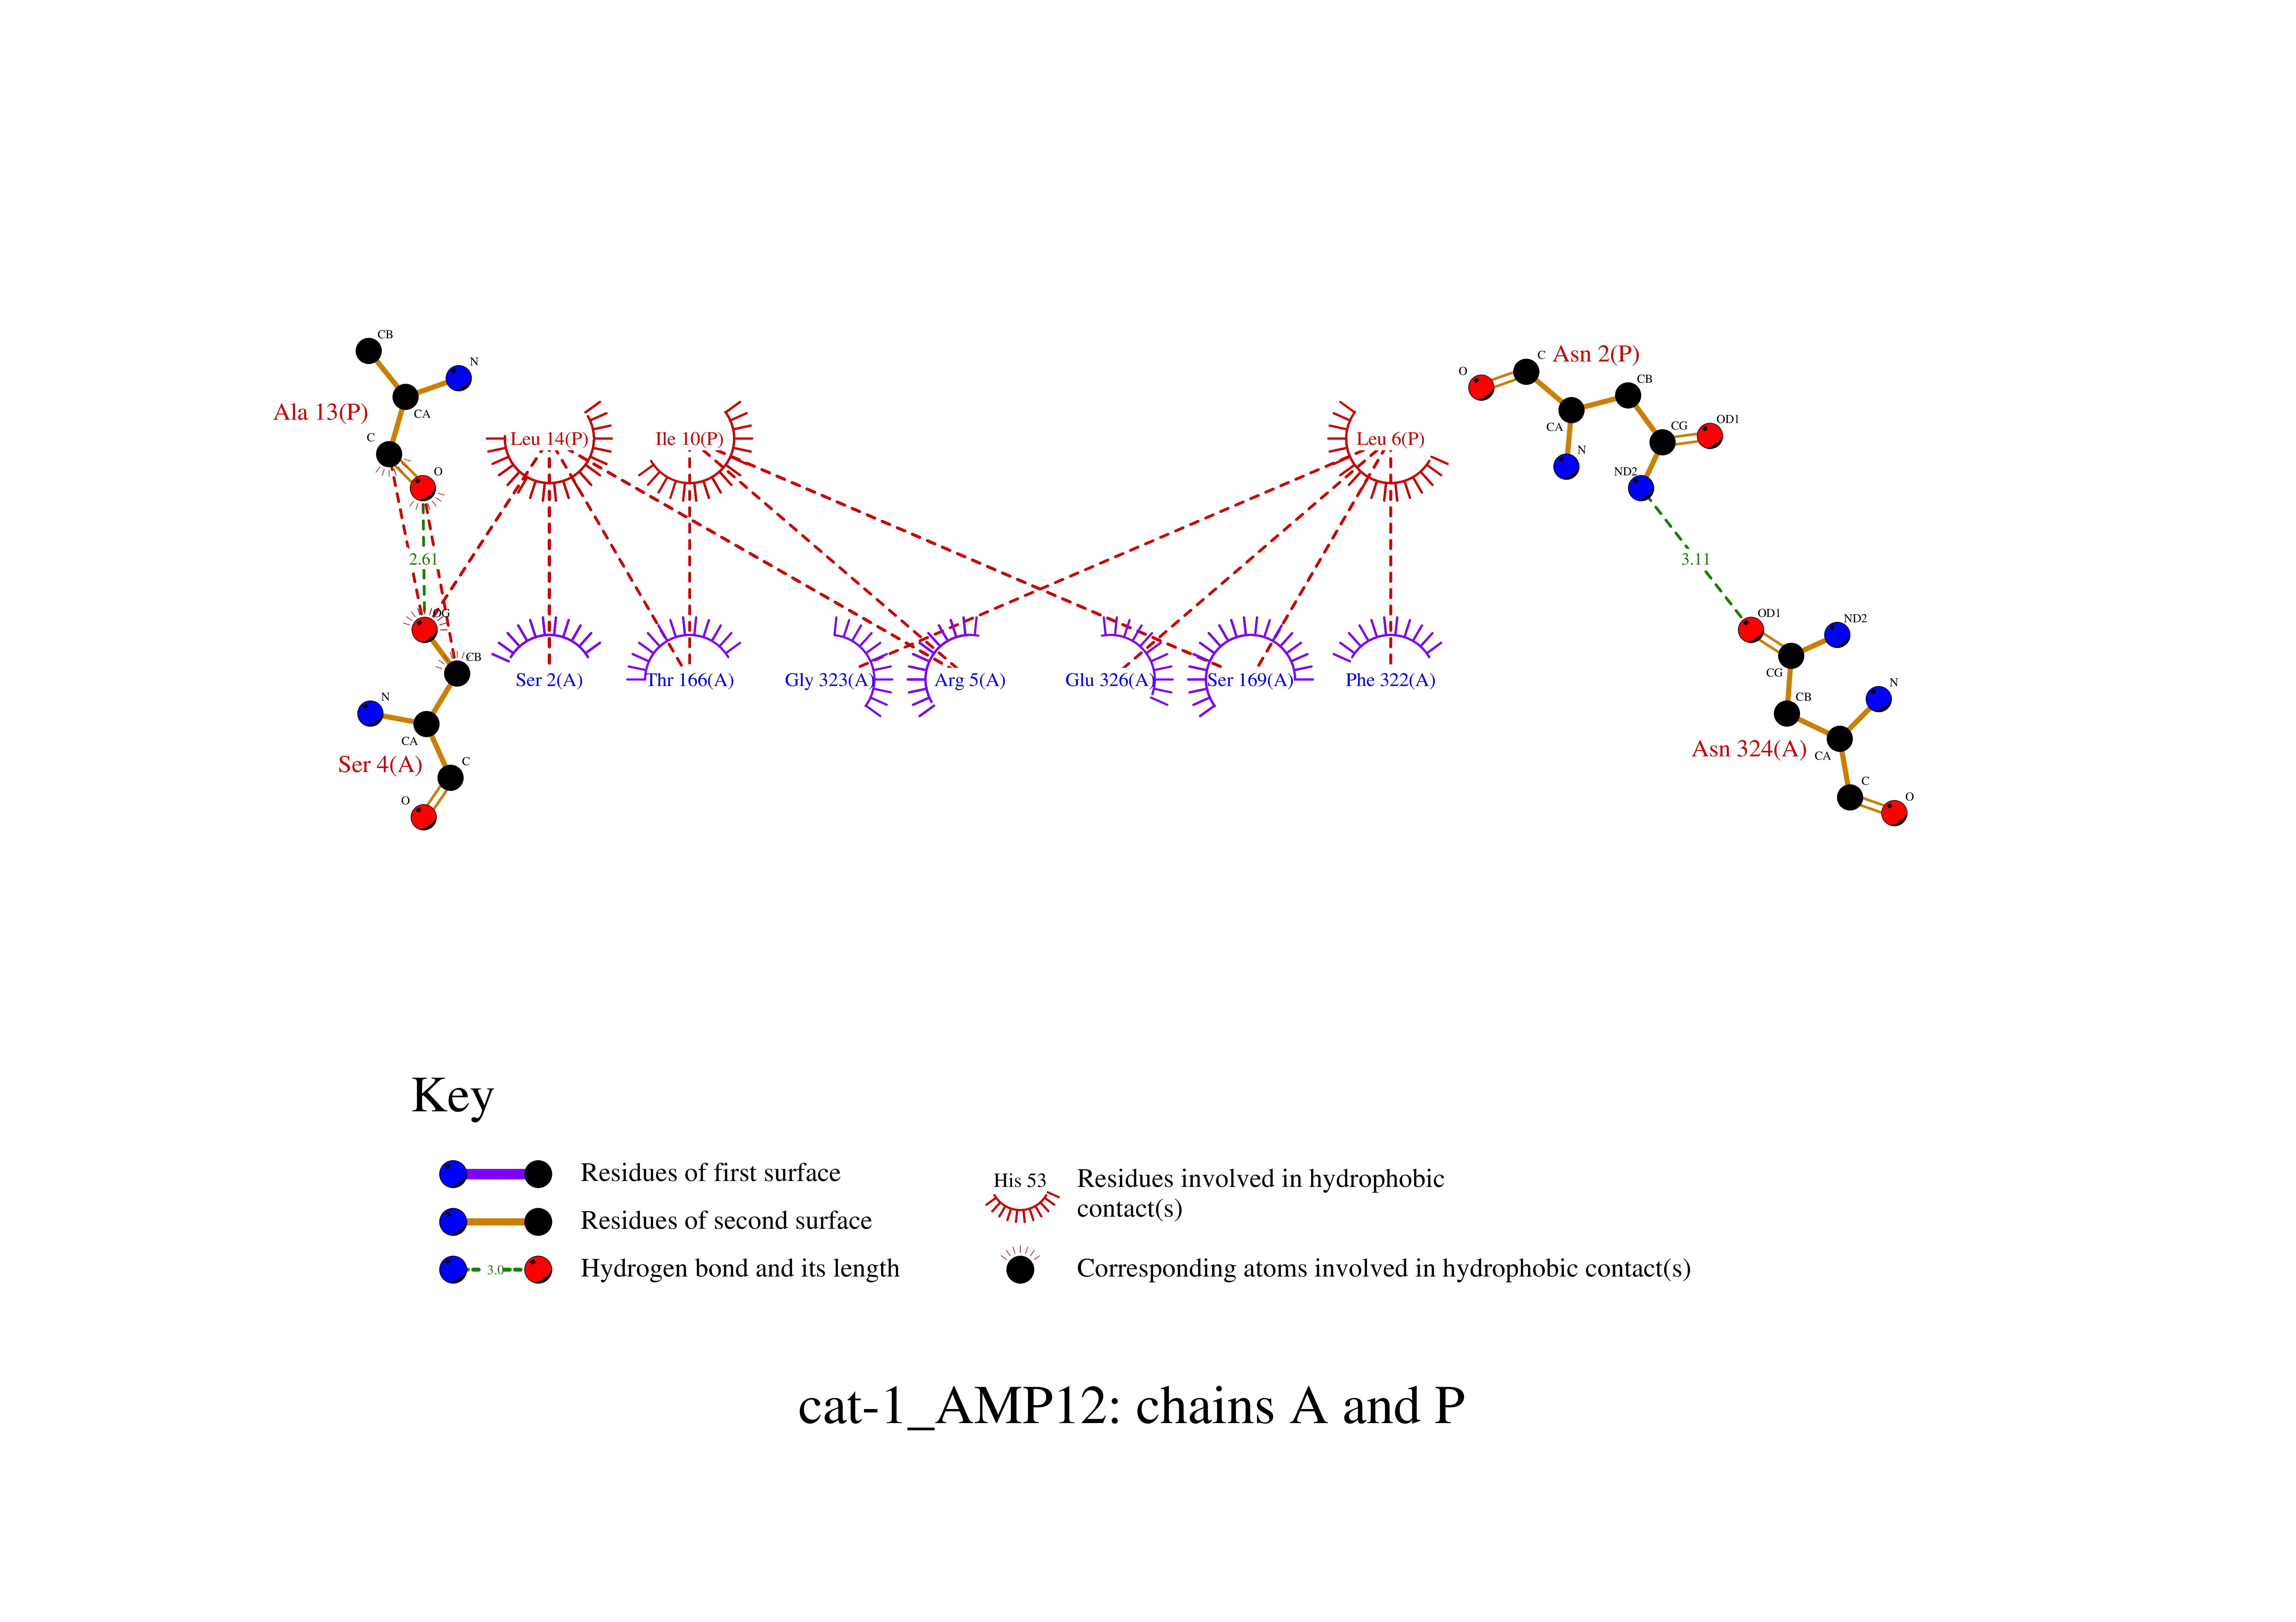 CB
N
Ala 13(P)
CA
C
O
2.61
OG
CB
N
CA
Ser 4(A)
C
O
Leu 14(P)
Ile 10(P)
Leu 6(P)
Ser 2(A)
Thr 166(A)
Gly 323(A)
Arg 5(A)
Glu 326(A)
Ser 169(A)
Phe 322(A)
O
C
Asn 2(P)
CB
CA
CG
OD1
N
ND2
3.11
OD1
ND2
CG
CB
N
Asn 324(A)
CA
C
O
Key
Residues of first surface
Residues of second surface
3.0
Hydrogen bond and its length
His 53
Residues involved in hydrophobic
contact(s)
Corresponding atoms involved in hydrophobic contact(s)
cat-1_AMP12: chains A and P